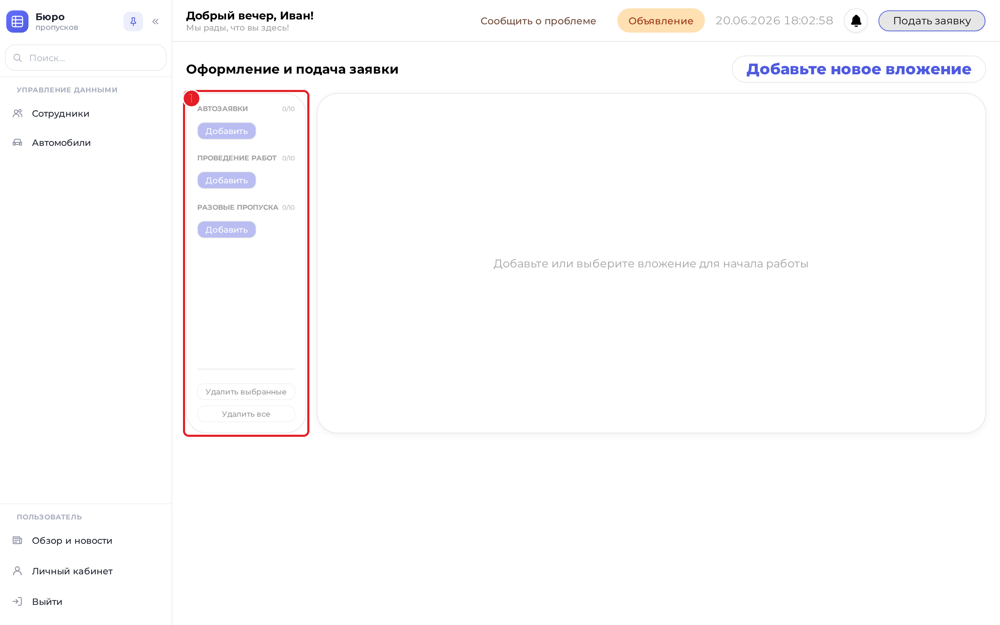 Бюро
пропусков
Поиск...
УПРАВЛЕНИЕ ДАННЫМИ
Сотрудники
Автомобили
ПОЛЬЗОВАТЕЛЬ
Обзор и новости
Личный кабинет
Выйти
Добрый вечер, Иван!
Мы рады, что вы здесь!
Сообщить о проблеме
Объявление
20.06.2026 18:02:58
Подать заявку
Оформление и подача заявки
Добавьте новое вложение
1
АВТОЗАЯВКИ 0/10
Добавить
ПРОВЕДЕНИЕ РАБОТ 0/10
Добавить
РАЗОВЫЕ ПРОПУСКА 0/10
Добавить
Удалить выбранные
Удалить все
Добавьте или выберите вложение для начала работы